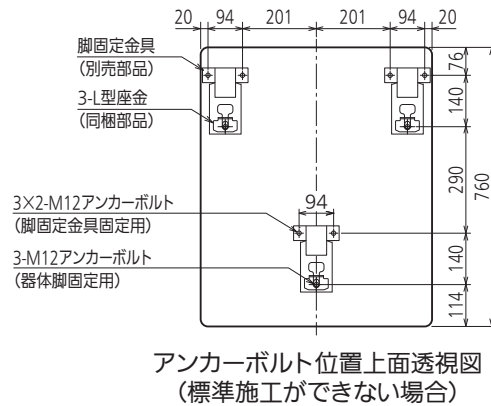 20 94 201 201 94 20
脚固定金具
(別売部品)
76
3-L型座金
(同梱部品)
140
290
760
3×2-M12アンカーボルト
(脚固定金具固定用)
94
3-M12アンカーボルト
(器体脚固定用)
140
114
アンカーボルト位置上面透視図
(標準施工ができない場合)